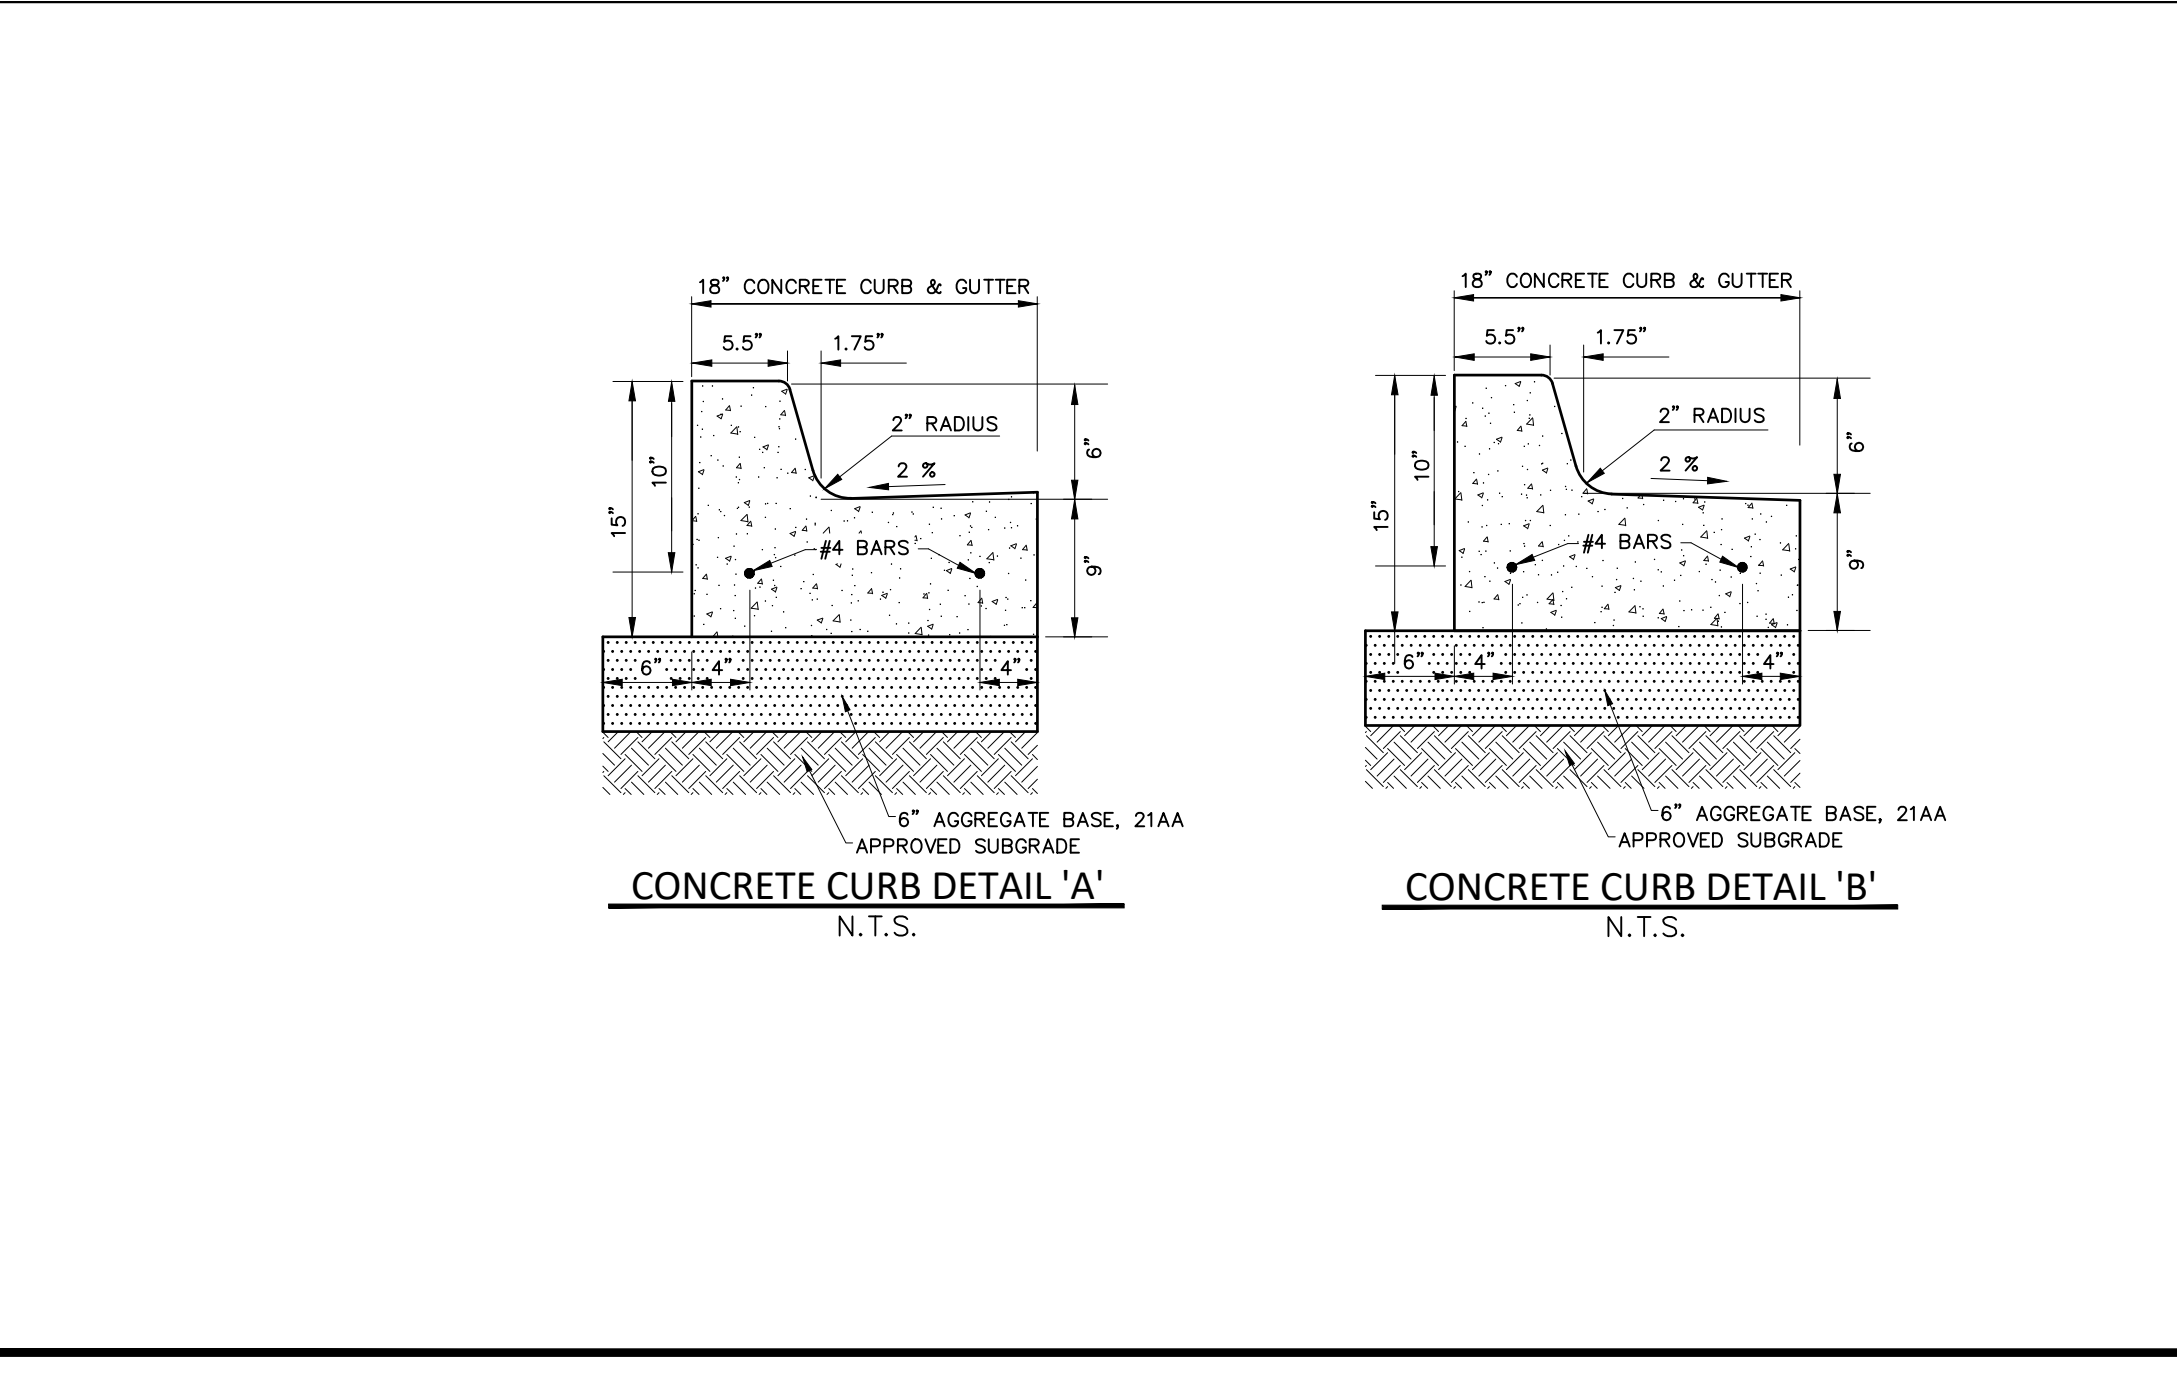 18” CONCRETE CURB & GUTTER
5.5”
1.75”
2” RADIUS
2 %
6”
10”
15”
#4 BARS
9”
6”
4”
4”
6” AGGREGATE BASE, 21AA
APPROVED SUBGRADE
CONCRETE CURB DETAIL 'A'
N.T.S.
18” CONCRETE CURB & GUTTER
5.5”
1.75”
2” RADIUS
2 %
6”
10”
15”
#4 BARS
9”
6”
4”
4”
6” AGGREGATE BASE, 21AA
APPROVED SUBGRADE
CONCRETE CURB DETAIL 'B'
N.T.S.